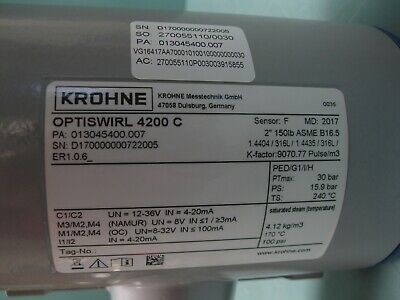 SN: D170000000722005
SO: 270055110/0030
PA 013045400.007
AC: 270055110P003003915855
KROHNE
KROHNE Messtechnik GmbH
47058 Duisburg, Germany
0035
OPTISWIRL 4200 C
Sensor: F MD: 2017
PA: 013045400.007
2" 150lb ASME B16.5
SN: D170000000722005
1.4404 / 316L / 1.4435 / 316L/
ER1.0.6_
K-factor:9070.77 Pulse/m3
PED/G1/I/H
PTmax: 30 bar
PS: 15.9 bar
TS: 240 °C
C1/C2 UN = 12-36V IN = 4-20mA
M3/M2,M4 (NAMUR) UN = 8V IN ≤1 / ≥3mA
M1/M2,M4 (OC) UN=8-32V IN ≤ 100mA
I1/I2 IN = 4-20mA
saturated steam (temperature)
4.12 kg/m3
170 °C
100 psi
Tag-No.:
www.krohne.com